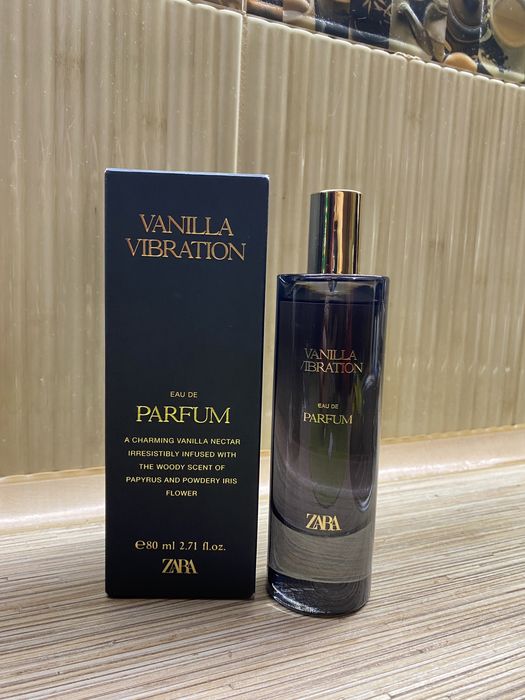 VANILLA
VIBRATION
EAU DE
PARFUM
A CHARMING VANILLA NECTAR
IRRESISTIBLY INFUSED WITH
THE WOODY SCENT OF
PAPYRUS AND POWDERY IRIS
FLOWER
℮80 ml 2.71 fl.oz.
ZARA
VANILLA
VIBRATION
EAU DE
PARFUM
ZARA